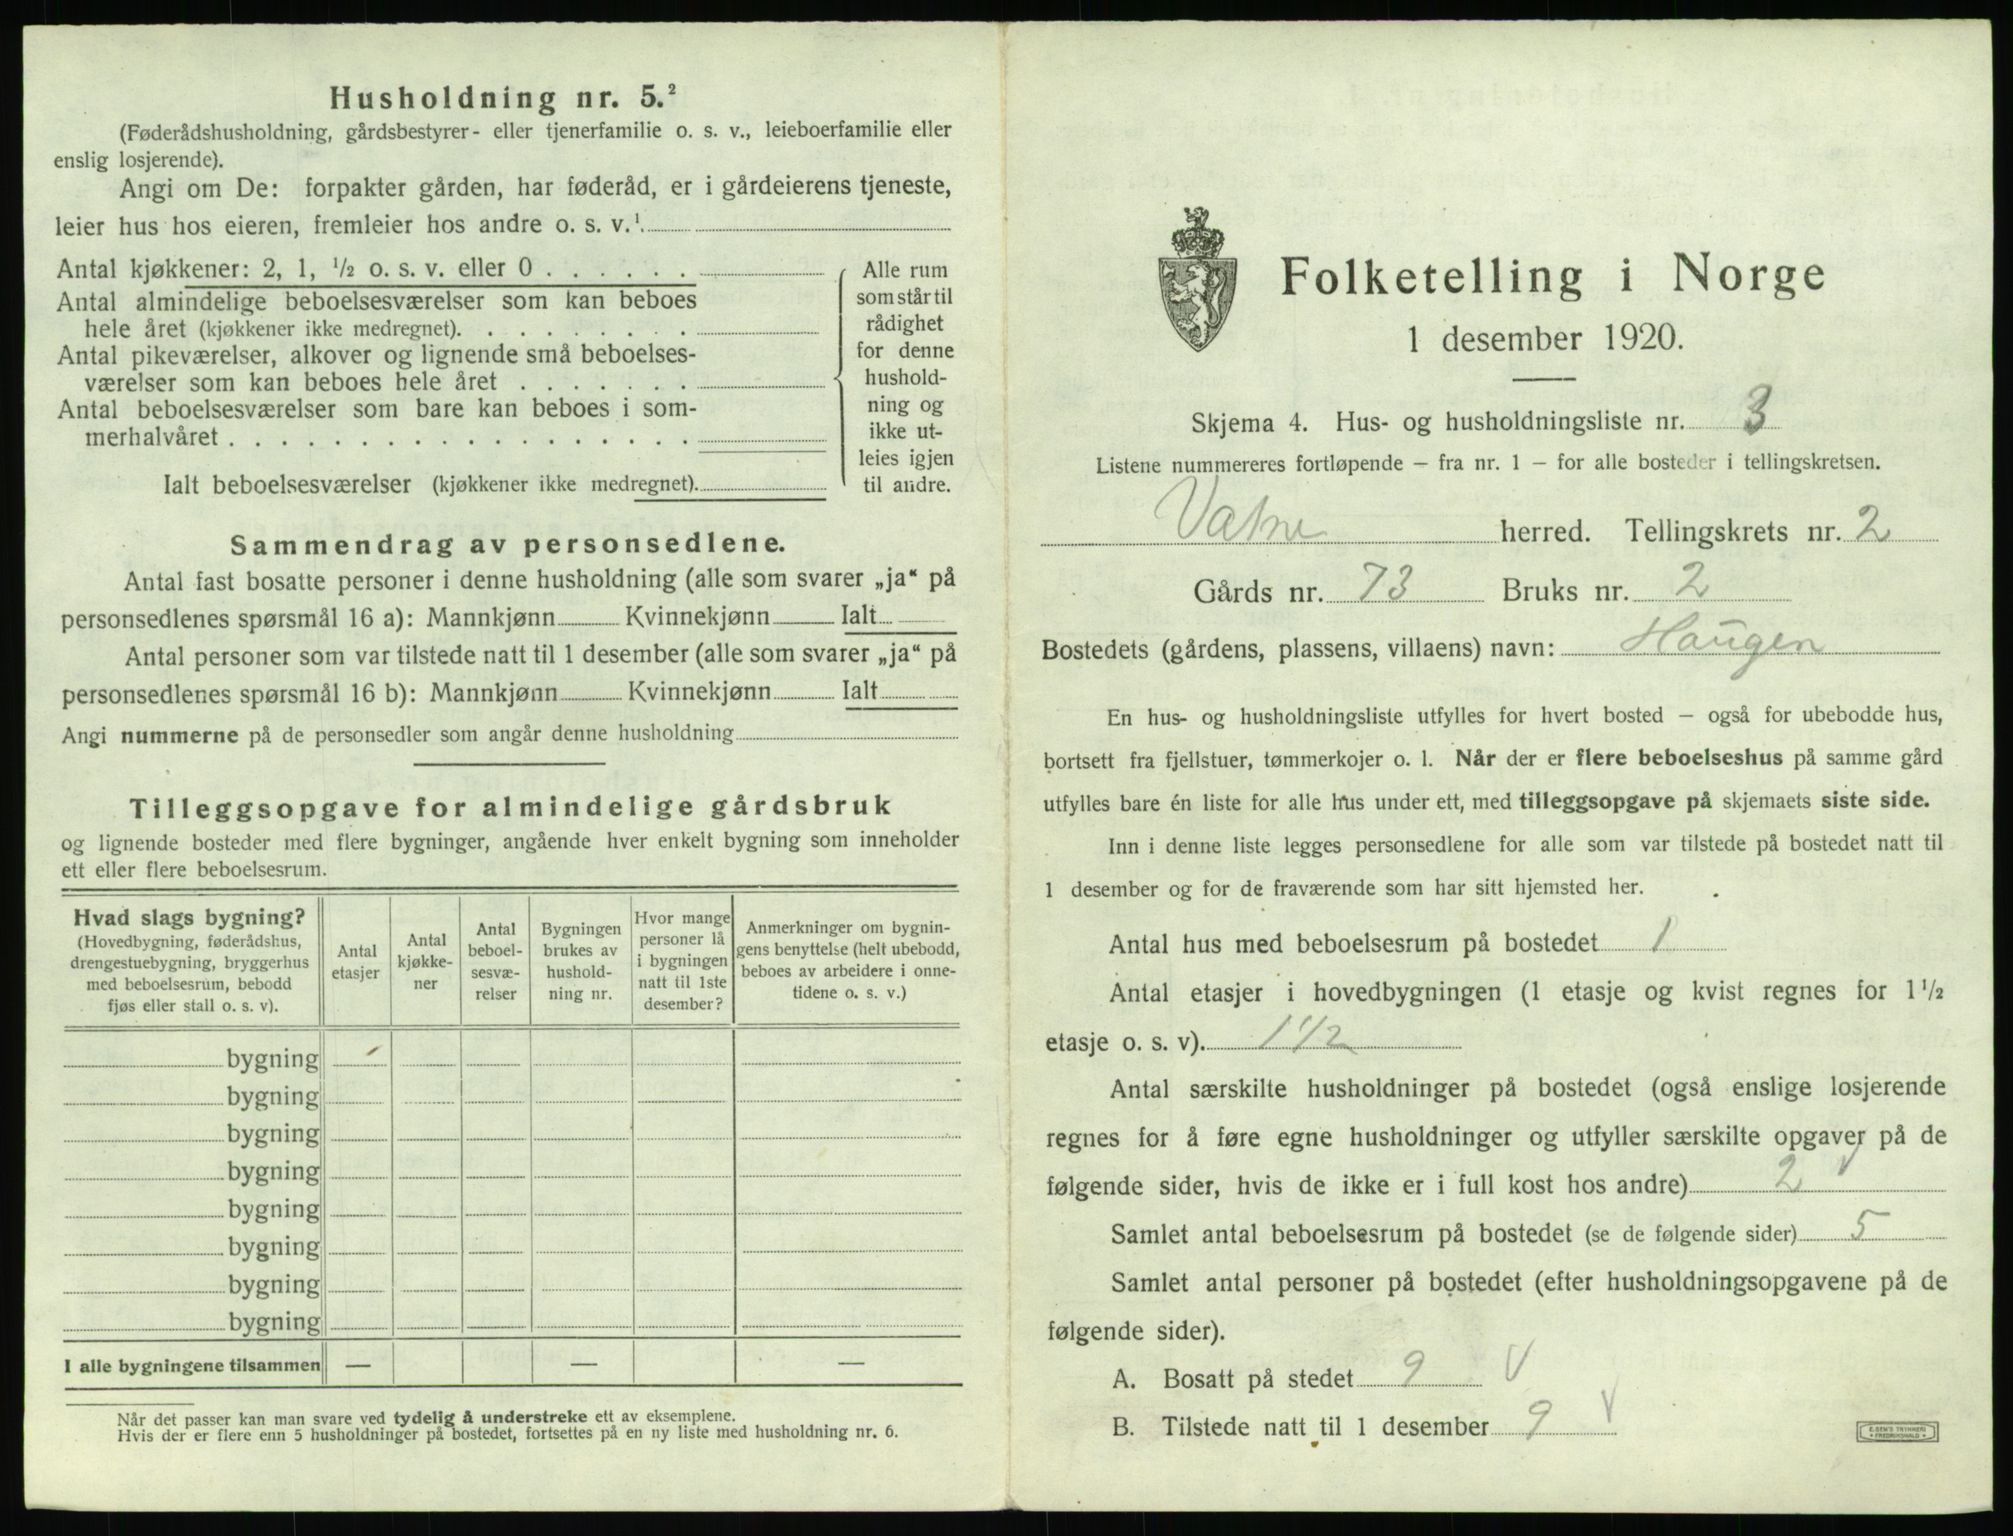 Husholdning nr. 5.²
(Føderådshusholdning, gårdsbestyrer- eller tjenerfamilie o. s. v., leieboerfamilie eller
enslig losjerende).
Angi om De: forpakter gården, har føderåd, er i gårdeierens tjeneste,
leier hus hos eieren, fremleier hos andre o. s. v.¹
Antal kjøkkener: 2, 1, ½ o. s. v. eller 0 . . . . . .
Antal almindelige beboelsesværelser som kan beboes
hele året (kjøkkener ikke medregnet). . . . . . . . .
Antal pikeværelser, alkover og lignende små beboelses-
værelser som kan beboes hele året . . . . . . .
Antal beboelsesværelser som bare kan beboes i som-
merhalvåret . . . . . . . . . . . . . . . . . .
Ialt beboelsesværelser (kjøkkener ikke medregnet).
Alle rum
som står til
rådighet
for denne
hushold-
ning og
ikke ut-
leies igjen
til andre.
Sammendrag av personsedlene.
Antal fast bosatte personer i denne husholdning (alle som svarer „ja“ på
personsedlenes spørsmål 16 a): Mannkjønn Kvinnekjønn Ialt
Antal personer som var tilstede natt til 1 desember (alle som svarer „ja“ på
personsedlenes spørsmål 16 b): Mannkjønn Kvinnekjønn Ialt
Angi nummerne på de personsedler som angår denne husholdning
Tilleggsopgave for almindelige gårdsbruk
og lignende bosteder med flere bygninger, angående hver enkelt bygning som inneholder
ett eller flere beboelsesrum.
Hvad slags bygning?
(Hovedbygning, føderådshus,
drengestuebygning, bryggerhus
med beboelsesrum, bebodd
fjøs eller stall o. s. v).
Antal
etasjer
Antal
kjøkke-
ner
Antal
beboel-
sesvæ-
relser
Bygningen
brukes av
hushold-
ning nr.
Hvor mange
personer lå
i bygningen
natt til 1ste
desember?
Anmerkninger om bygnin-
gens benyttelse (helt ubebodd,
beboes av arbeidere i onne-
tidene o. s. v.)
bygning
bygning
bygning
bygning
bygning
bygning
bygning
bygning
I alle bygningene tilsammen — — —
Når det passer kan man svare ved tydelig å understreke ett av eksemplene.
Hvis der er flere enn 5 husholdninger på bostedet, fortsettes på en ny liste med husholdning nr. 6.
Folketelling i Norge
1 desember 1920.
Skjema 4. Hus- og husholdningsliste nr. 3
Listene nummereres fortløpende – fra nr. 1 – for alle bosteder i tellingskretsen.
Vatne herred. Tellingskrets nr. 2
Gårds nr. 73 Bruks nr. 2
Bostedets (gårdens, plassens, villaens) navn: Haugen
En hus- og husholdningsliste utfylles for hvert bosted – også for ubebodde hus,
bortsett fra fjellstuer, tømmerkojer o. l. Når der er flere beboelseshus på samme gård
utfylles bare én liste for alle hus under ett, med tilleggsopgave på skjemaets siste side.
Inn i denne liste legges personsedlene for alle som var tilstede på bostedet natt til
1 desember og for de fraværende som har sitt hjemsted her.
Antal hus med beboelsesrum på bostedet 1
Antal etasjer i hovedbygningen (1 etasje og kvist regnes for 1½
etasje o. s. v). 1 1/2
Antal særskilte husholdninger på bostedet (også enslige losjerende
regnes for å føre egne husholdninger og utfyller særskilte opgaver på de
følgende sider, hvis de ikke er i full kost hos andre) 2 V
Samlet antal beboelsesrum på bostedet (se de følgende sider) 5
Samlet antal personer på bostedet (efter husholdningsopgavene på de
følgende sider).
A. Bosatt på stedet 9 V
B. Tilstede natt til 1 desember 9 V
E. SEM'S TRYKKERI
FREDRIKSHALD